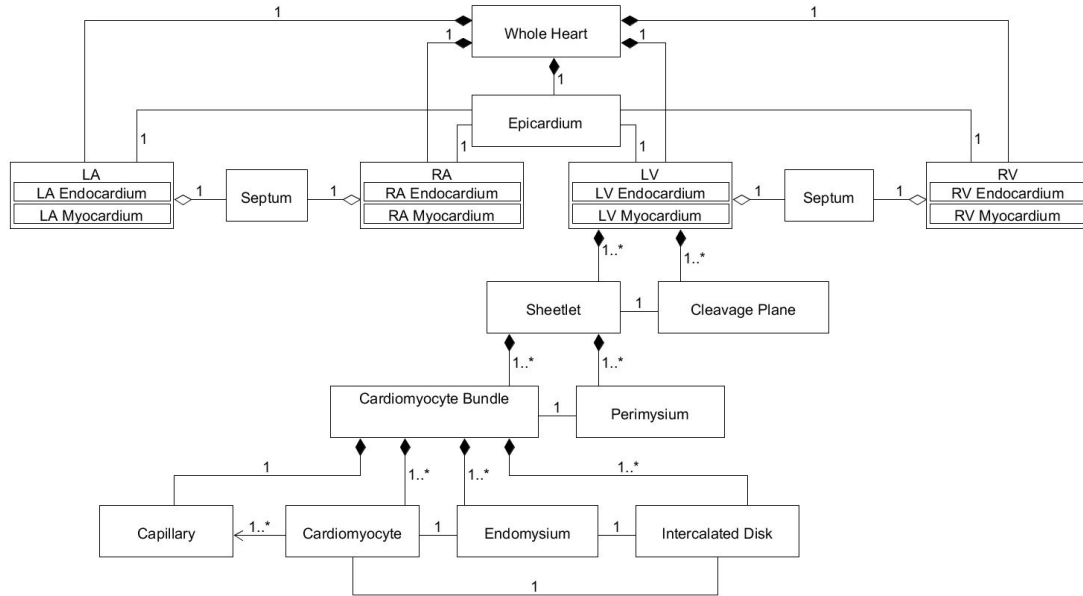 1
1
Whole Heart
1
1
1
Epicardium
1
1
1
1
LA
LA Endocardium
LA Myocardium
1
Septum
1
RA
RA Endocardium
RA Myocardium
LV
LV Endocardium
LV Myocardium
1
Septum
1
RV
RV Endocardium
RV Myocardium
1..*
1..*
Sheetlet
1
Cleavage Plane
1..*
1..*
Cardiomyocyte Bundle
1
Perimysium
1
1..*
1..*
1..*
Capillary
1..*
Cardiomyocyte
1
Endomysium
1
Intercalated Disk
1